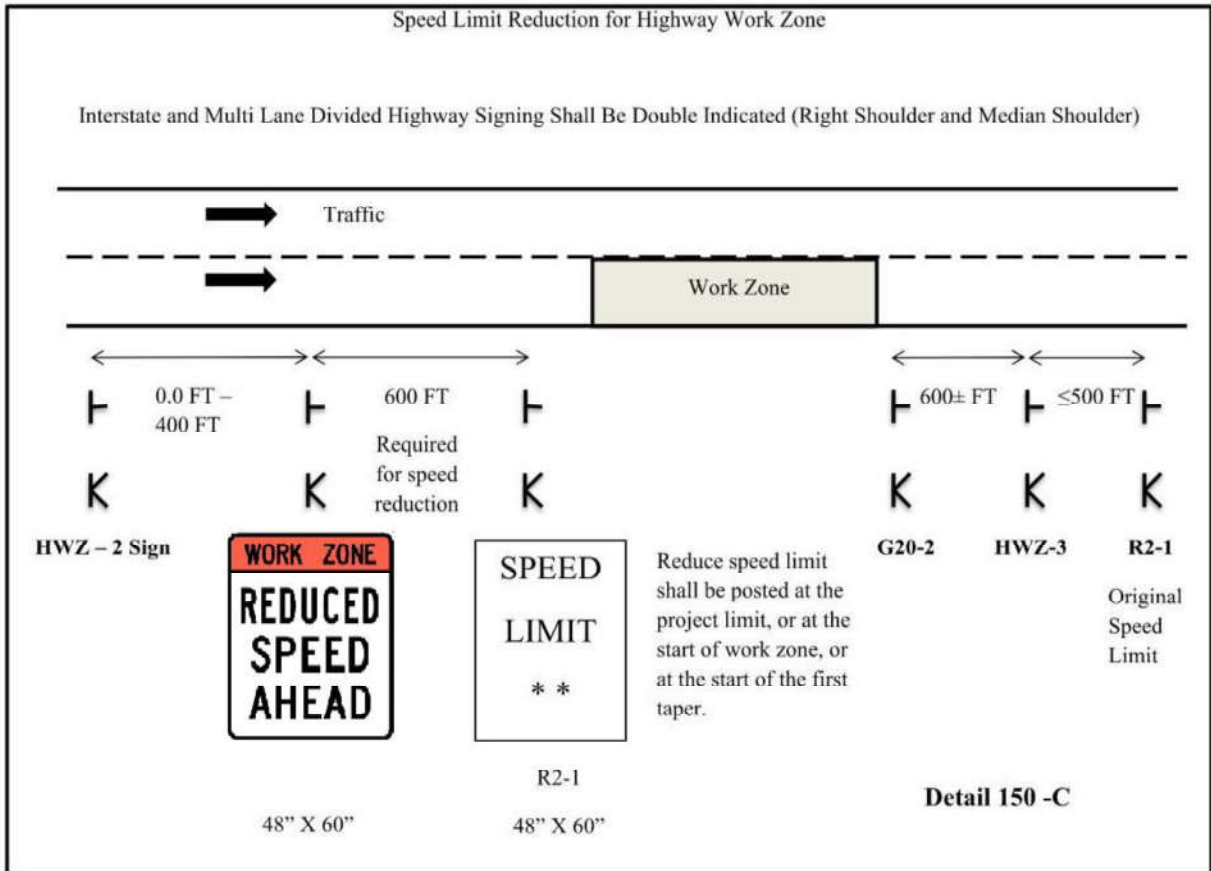 Speed Limit Reduction for Highway Work Zone
Interstate and Multi Lane Divided Highway Signing Shall Be Double Indicated (Right Shoulder and Median Shoulder)
Traffic
Work Zone
0.0 FT –
400 FT
600 FT
Required
for speed
reduction
600± FT
≤500 FT
HWZ – 2 Sign
WORK ZONE
REDUCED
SPEED
AHEAD
48” X 60”
SPEED
LIMIT
* *
R2-1
48” X 60”
Reduce speed limit
shall be posted at the
project limit, or at the
start of work zone, or
at the start of the first
taper.
G20-2
HWZ-3
R2-1
Original
Speed
Limit
Detail 150 -C